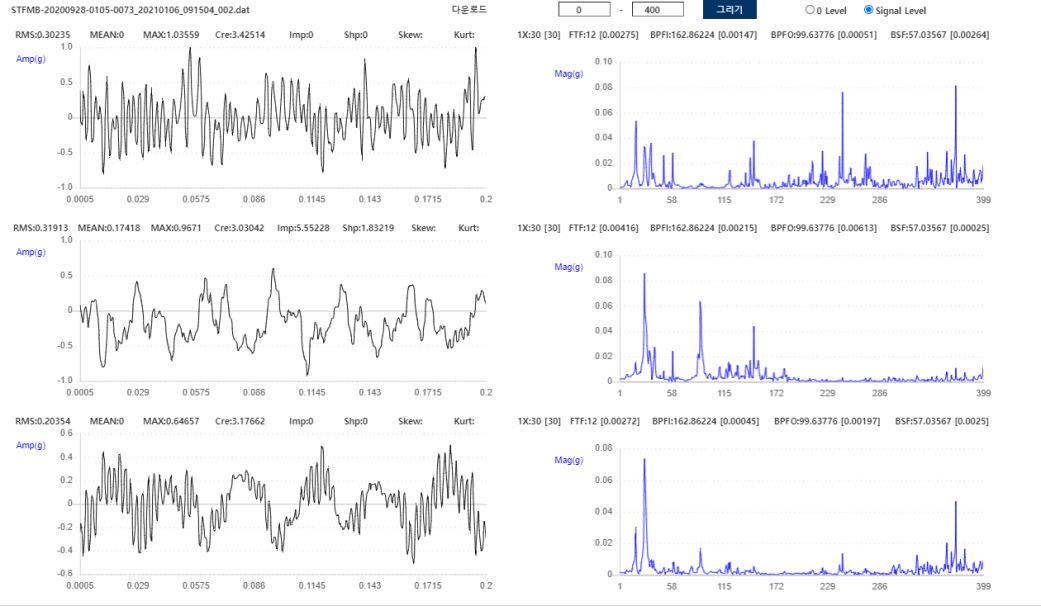 STFMB-20200928-0105-0073_20210106_091504_002.dat 다운로드 0 - 400 그리기 0 Level Signal Level
RMS:0.30235 MEAN:0 MAX:1.03559 Cre:3.42514 Imp:0 Shp:0 Skew: Kurt:
Amp(g)
1.0
0.5
0
-0.5
-1.0
0.0005 0.029 0.0575 0.086 0.1145 0.143 0.1715 0.2
1X:30 [30] FTF:12 [0.00275] BPFI:162.86224 [0.00147] BPFO:99.63776 [0.00051] BSF:57.03567 [0.00264]
Mag(g)
0.10
0.08
0.06
0.04
0.02
0
1 58 115 172 229 286 399
RMS:0.31913 MEAN:0.17418 MAX:0.9671 Cre:3.03042 Imp:5.55228 Shp:1.83219 Skew: Kurt:
Amp(g)
1.0
0.5
0
-0.5
-1.0
0.0005 0.029 0.0575 0.086 0.1145 0.143 0.1715 0.2
1X:30 [30] FTF:12 [0.00416] BPFI:162.86224 [0.00215] BPFO:99.63776 [0.00613] BSF:57.03567 [0.00025]
Mag(g)
0.10
0.08
0.06
0.04
0.02
0
1 58 115 172 229 286 399
RMS:0.20354 MEAN:0 MAX:0.64657 Cre:3.17662 Imp:0 Shp:0 Skew: Kurt:
Amp(g)
0.6
0.4
0.2
0
-0.2
-0.4
-0.6
0.0005 0.029 0.0575 0.086 0.1145 0.143 0.1715 0.2
1X:30 [30] FTF:12 [0.00272] BPFI:162.86224 [0.00045] BPFO:99.63776 [0.00197] BSF:57.03567 [0.0025]
Mag(g)
0.08
0.06
0.04
0.02
0
1 58 115 172 229 286 399